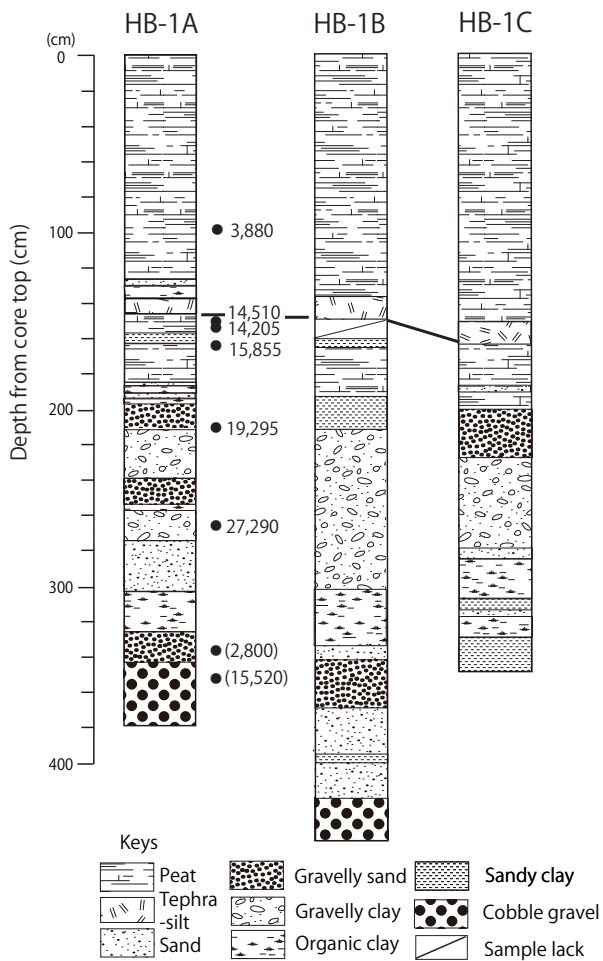 HB-1A
HB-1B
HB-1C
(cm)
0
100
200
300
400
Depth from core top (cm)
3,880
14,510
14,205
15,855
19,295
27,290
(2,800)
(15,520)
Keys
Peat
Tephra
-silt
Sand
Gravelly sand
Gravelly clay
Organic clay
Sandy clay
Cobble gravel
Sample lack